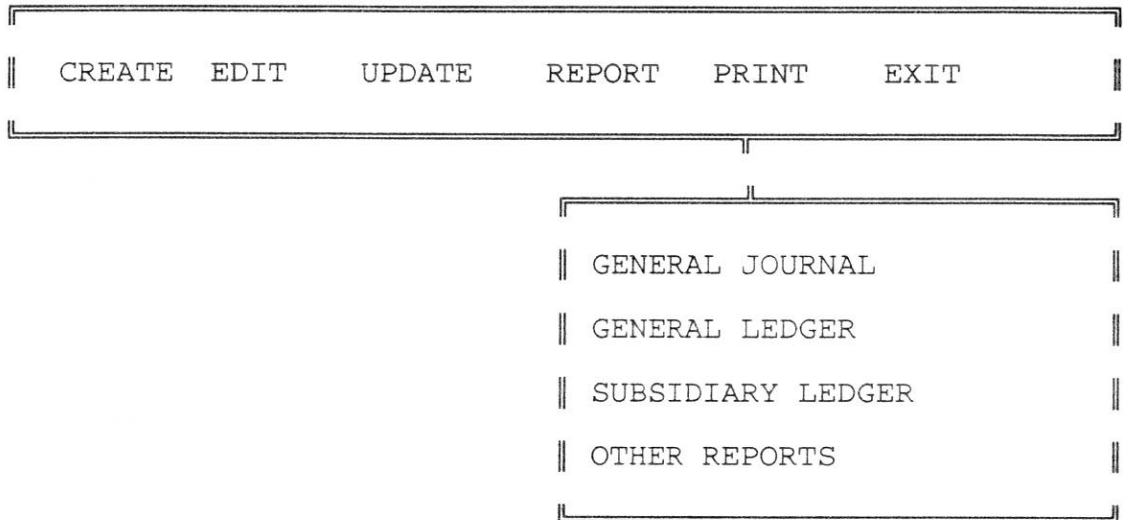 CREATE EDIT UPDATE REPORT PRINT EXIT
GENERAL JOURNAL
GENERAL LEDGER
SUBSIDIARY LEDGER
OTHER REPORTS